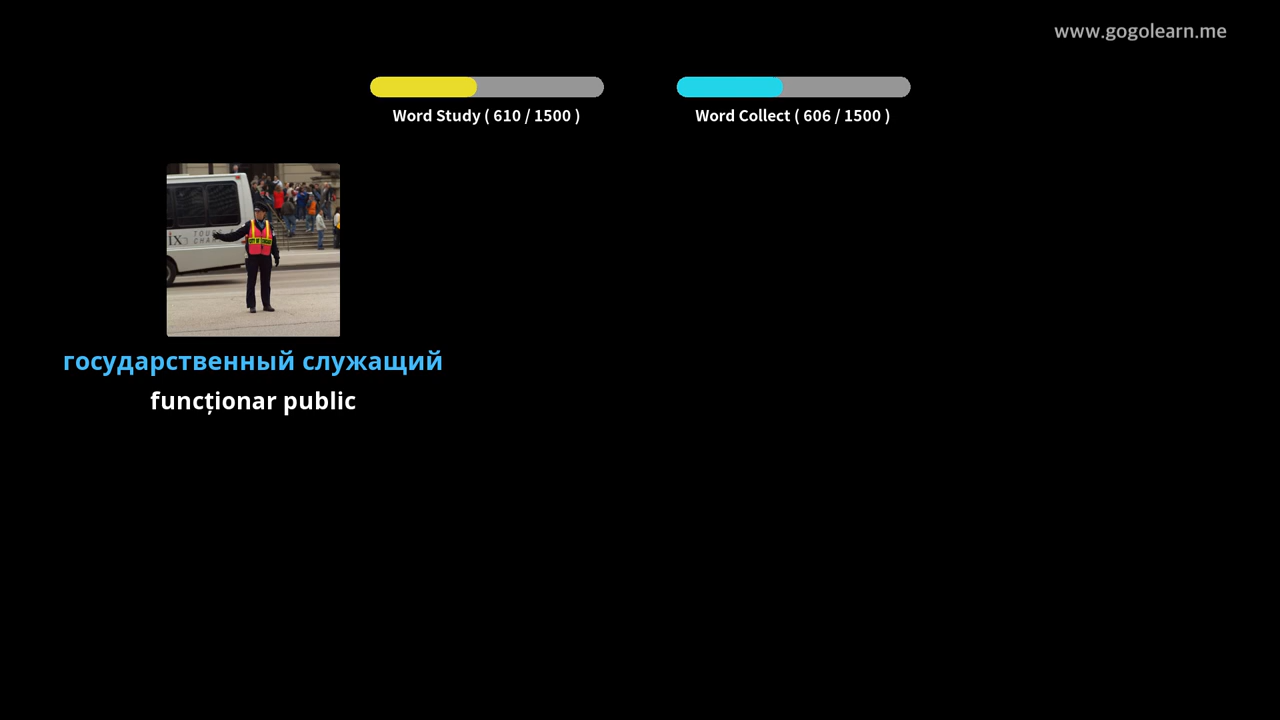 www.gogolearn.me
Word Study ( 610 / 1500 )
Word Collect ( 606 / 1500 )
государственный служащий
funcționar public